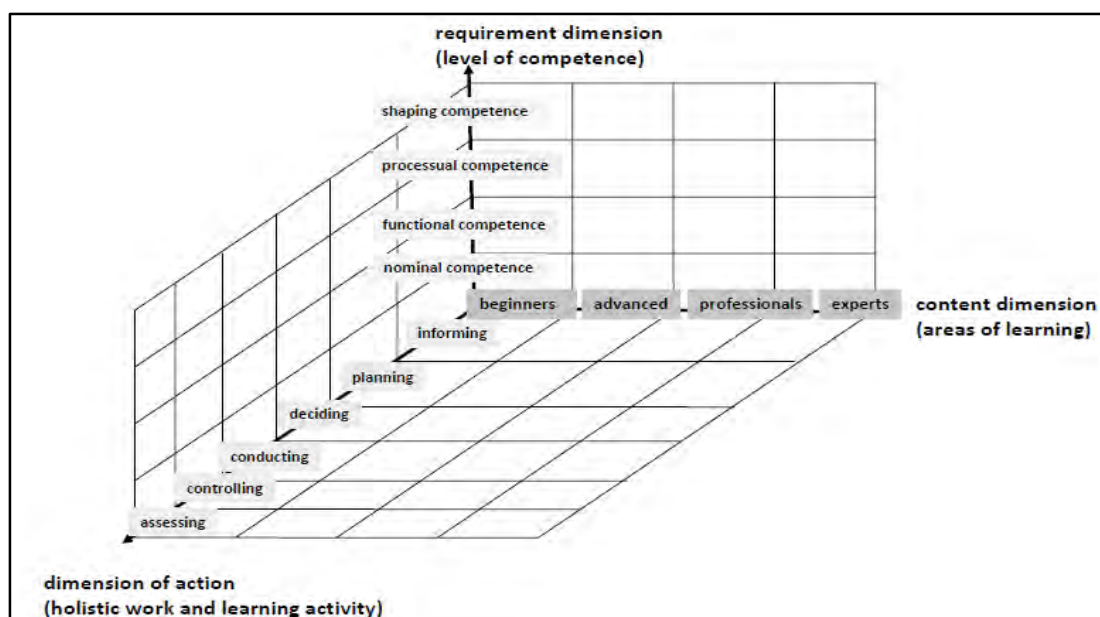 requirement dimension
(level of competence)
shaping competence
processual competence
functional competence
nominal competence
beginners
advanced
professionals
experts
content dimension
(areas of learning)
informing
planning
deciding
conducting
controlling
assessing
dimension of action
(holistic work and learning activity)